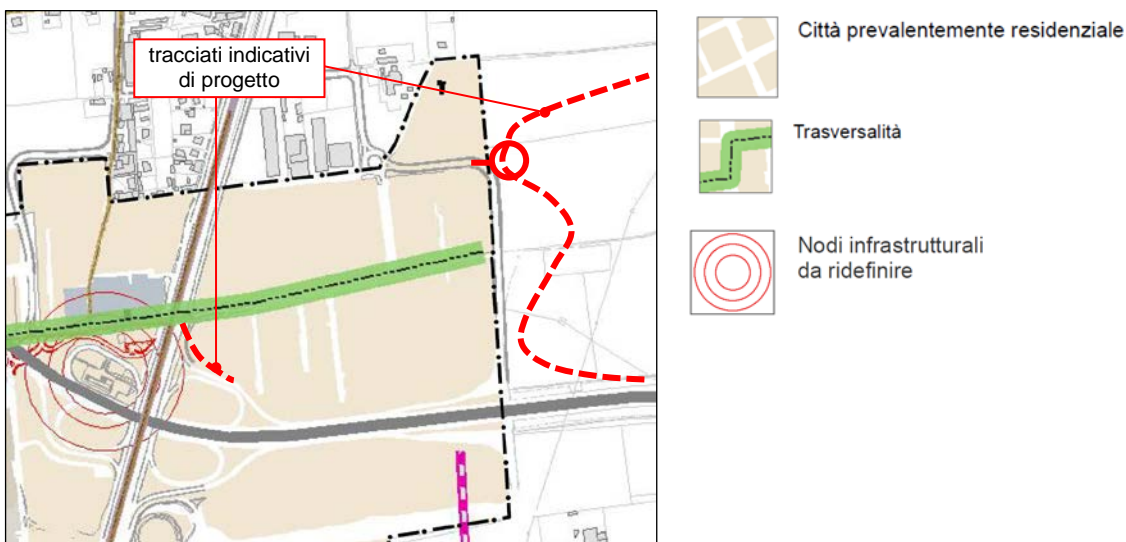 tracciati indicativi
di progetto
Città prevalentemente residenziale
Trasversalità
Nodi infrastrutturali
da ridefinire